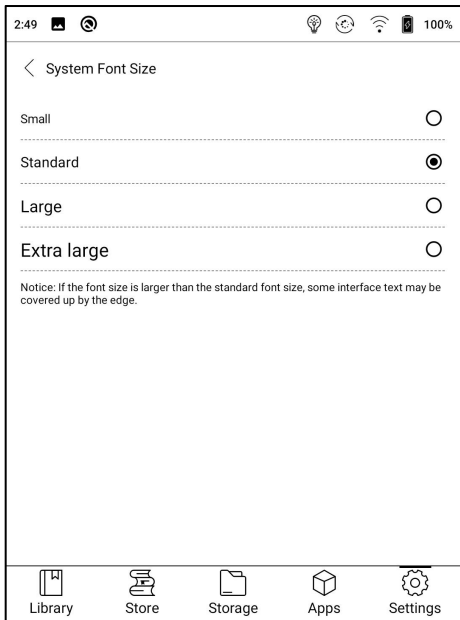 2:49
100%
System Font Size
Small
Standard
Large
Extra large
Notice: If the font size is larger than the standard font size, some interface text may be
covered up by the edge.
Library
Store
Storage
Apps
Settings